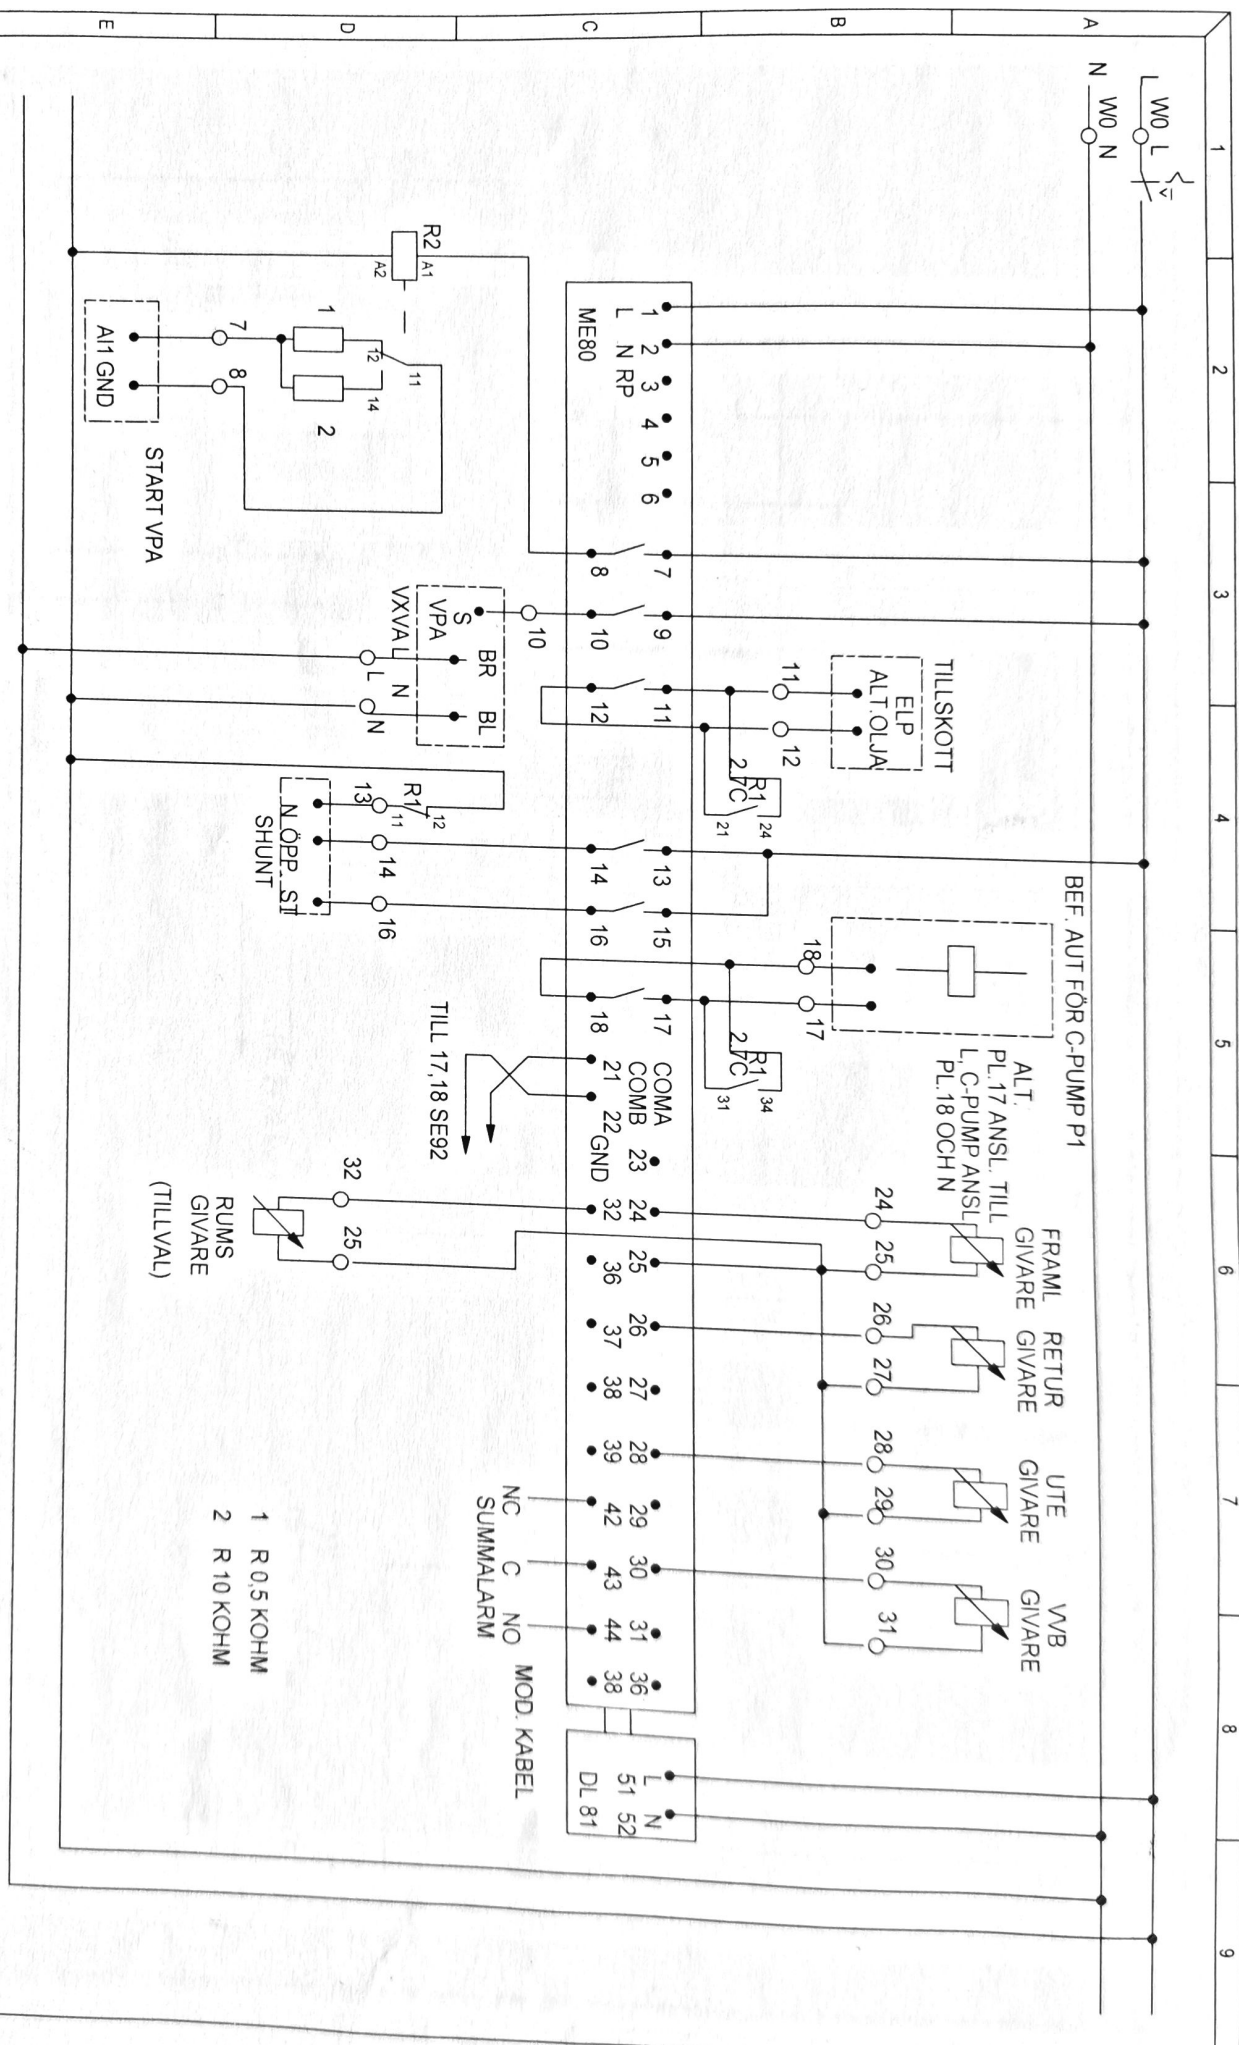 1 2 3 4 5 6 7 8 9
A
B
C
D
E
L W0 L
N W0 N
BEF. AUT FÖR C-PUMP P1
ALT.
PL.17 ANSL. TILL
L, C-PUMP ANSL
PL.18 OCH N
FRAML
GIVARE
RETUR
GIVARE
UTE
GIVARE
VVB
GIVARE
TILLSKOTT
ELP
ALT.OLJA
11 12
18 17
24 25 26 27 28 29 30 31
R1
2.7C
21 24
R1
2.7C
31 34
1 2 3 4 5 6 7 9 11 13 15 17 COMA 23 24 25 26 27 28 29 30 31 36
L N RP
COMB
8 10 12 14 16 18 21 22 GND 32 36 37 38 39 42 43 44 38
ME80
L N
51 52
DL 81
MOD. KABEL
NC C NO
SUMMALARM
TILL 17,18 SE92
R2
A1
A2
1
2
12
11
14
7 8
AI1 GND
START VPA
10
S BR BL
VPA
VXVA L N
L N
R1
11 12
13 14 16
N ÖPP. ST
SHUNT
32 25
RUMS
GIVARE
(TILLVAL)
1 R 0,5 KOHM
2 R 10 KOHM